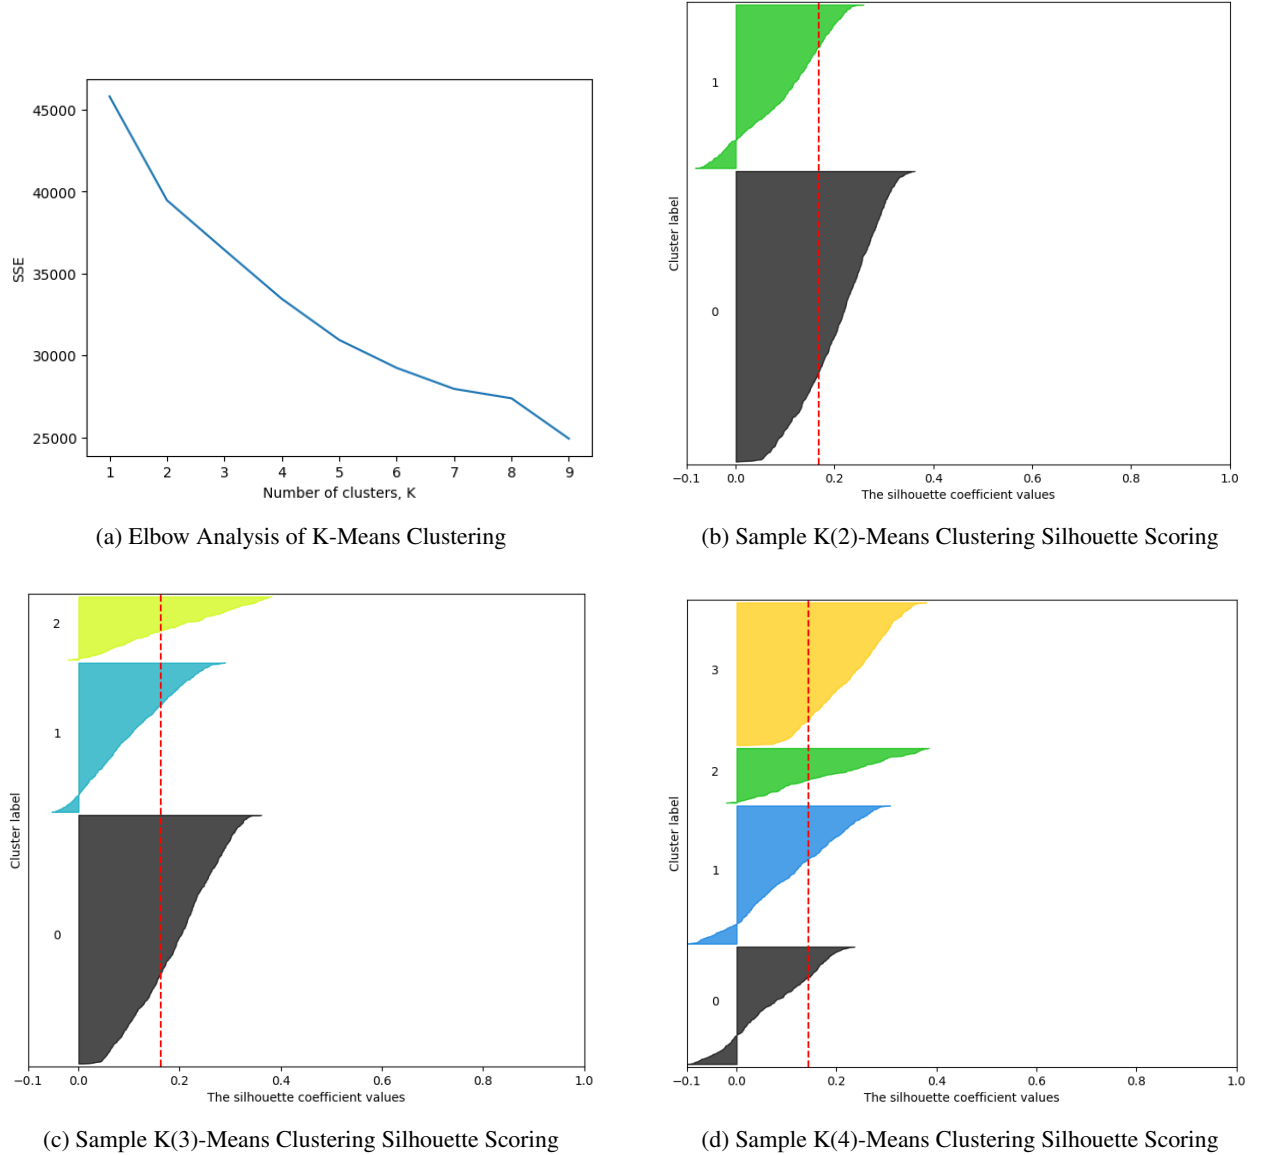 45000
40000
35000
30000
25000
SSE
1 2 3 4 5 6 7 8 9
Number of clusters, K
(a) Elbow Analysis of K-Means Clustering
1
0
Cluster label
−0.1 0.0 0.2 0.4 0.6 0.8 1.0
The silhouette coefficient values
(b) Sample K(2)-Means Clustering Silhouette Scoring
2
1
0
Cluster label
−0.1 0.0 0.2 0.4 0.6 0.8 1.0
The silhouette coefficient values
(c) Sample K(3)-Means Clustering Silhouette Scoring
3
2
1
0
Cluster label
−0.1 0.0 0.2 0.4 0.6 0.8 1.0
The silhouette coefficient values
(d) Sample K(4)-Means Clustering Silhouette Scoring